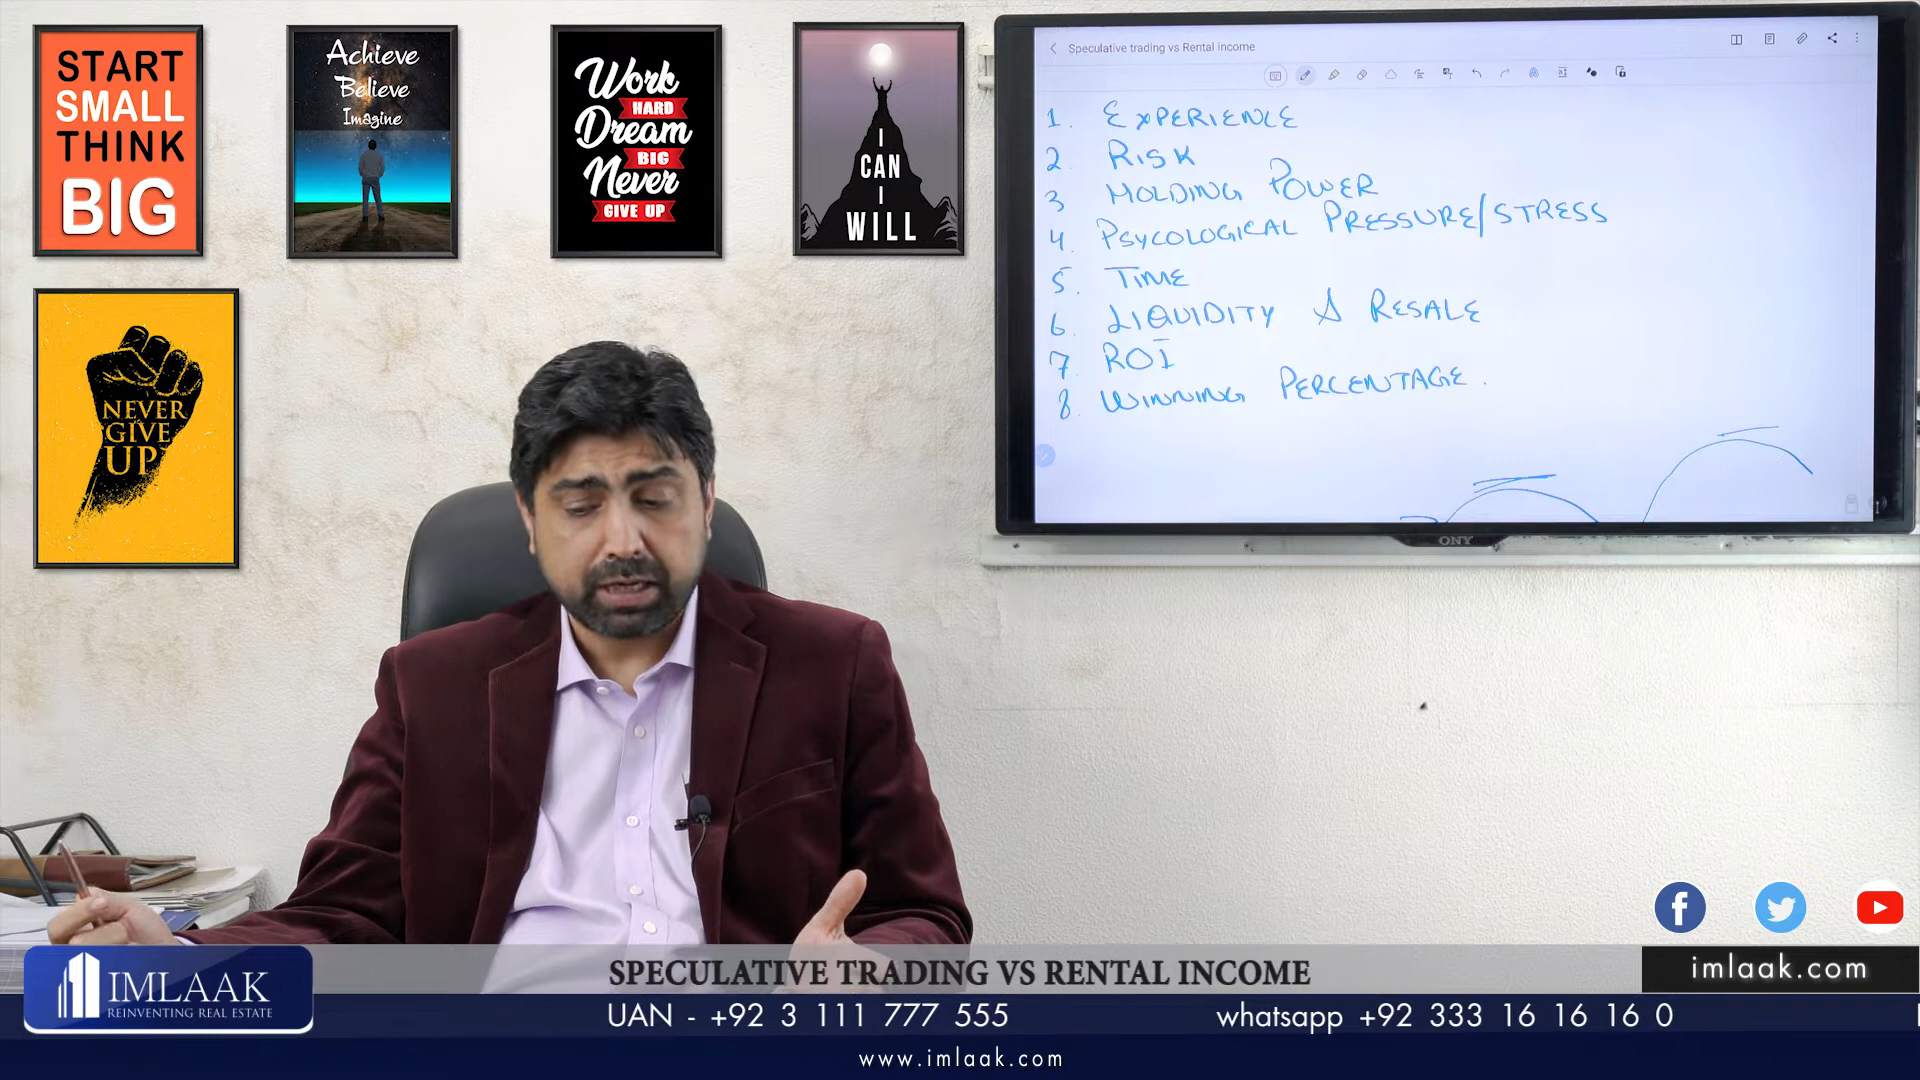 START
SMALL
THINK
BIG
Achieve
Believe
Imagine
Work
HARD
Dream
BIG
Never
GIVE UP
I
CAN
I
WILL
NEVER
GIVE
UP
Speculative trading vs Rental income
1. EXPERIENCE
2. RISK
3 HOLDING POWER
4. PSYCOLOGICAL PRESSURE/STRESS
5. TIME
6. LIQUIDITY & RESALE
7 ROI
8. WINNING PERCENTAGE.
ONY
IMLAAK
REINVENTING REAL ESTATE
SPECULATIVE TRADING VS RENTAL INCOME
imlaak.com
UAN - +92 3 111 777 555
whatsapp +92 333 16 16 16 0
www.imlaak.com